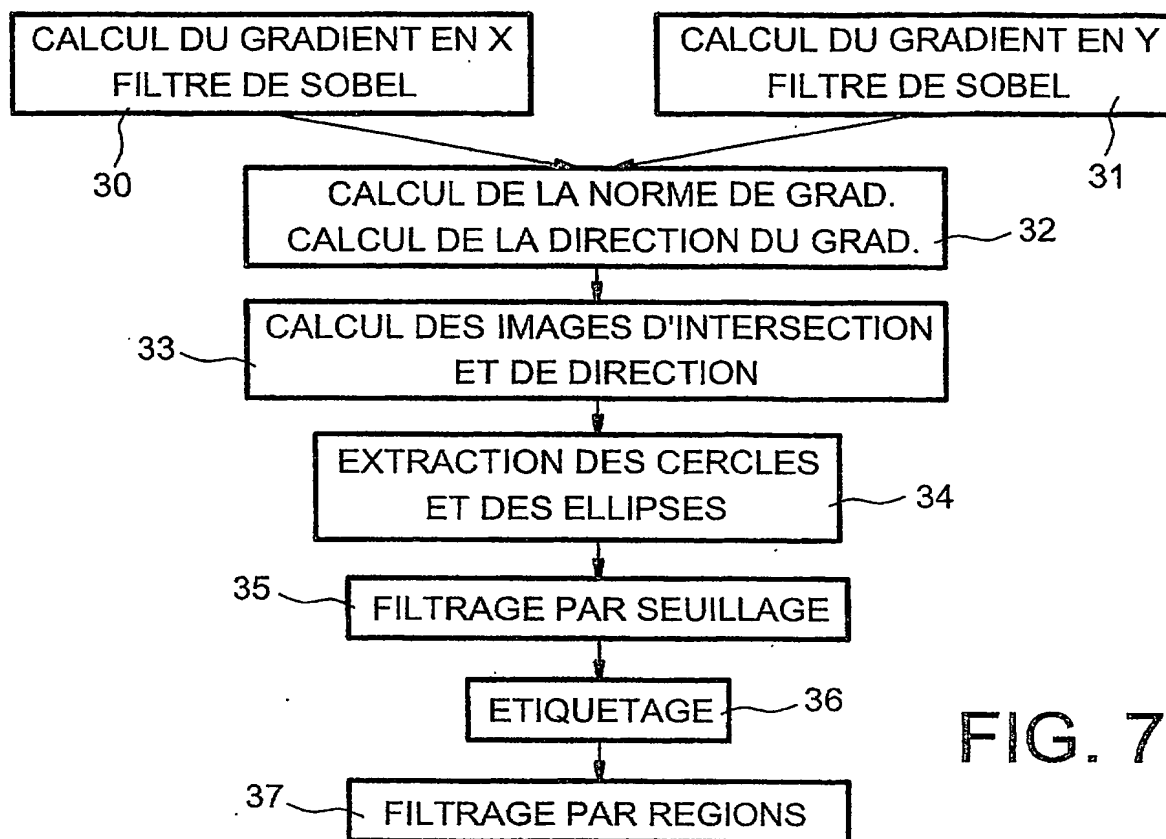 CALCUL DU GRADIENT EN X
FILTRE DE SOBEL
30
CALCUL DU GRADIENT EN Y
FILTRE DE SOBEL
31
CALCUL DE LA NORME DE GRAD.
CALCUL DE LA DIRECTION DU GRAD.
32
CALCUL DES IMAGES D'INTERSECTION
ET DE DIRECTION
33
EXTRACTION DES CERCLES
ET DES ELLIPSES
34
35
FILTRAGE PAR SEUILLAGE
ETIQUETAGE
36
37
FILTRAGE PAR REGIONS
FIG. 7